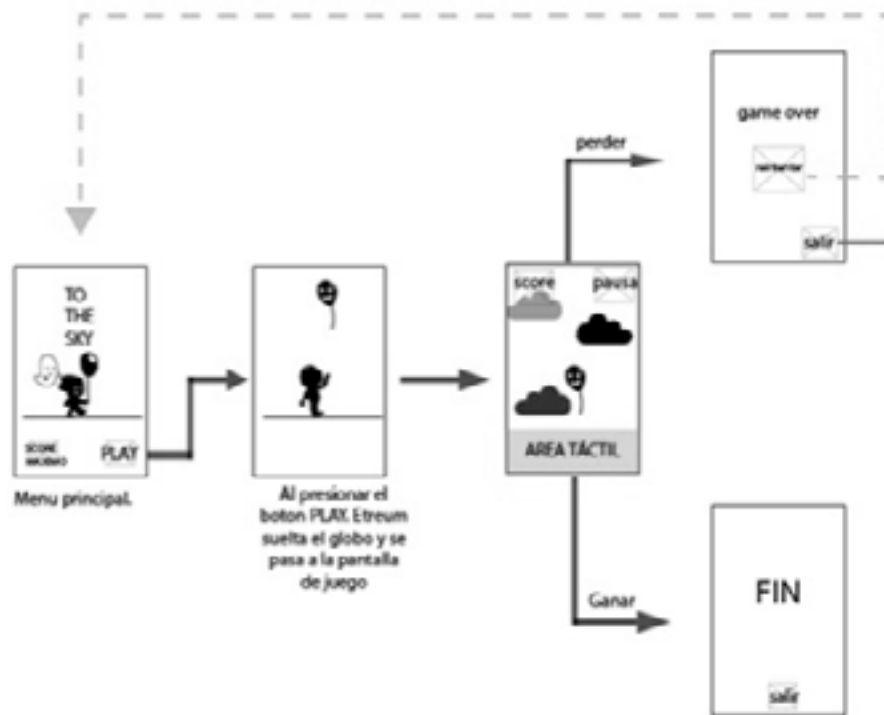 game over
salir
perder
TO
THE
SKY
SCORE
PLAY
Menu principal.
Al presionar el
boton PLAY. Etreum
suelta el globo y se
pasa a la pantalla
de juego
score
pausa
AREA TÁCTIL
Ganar
FIN
salir